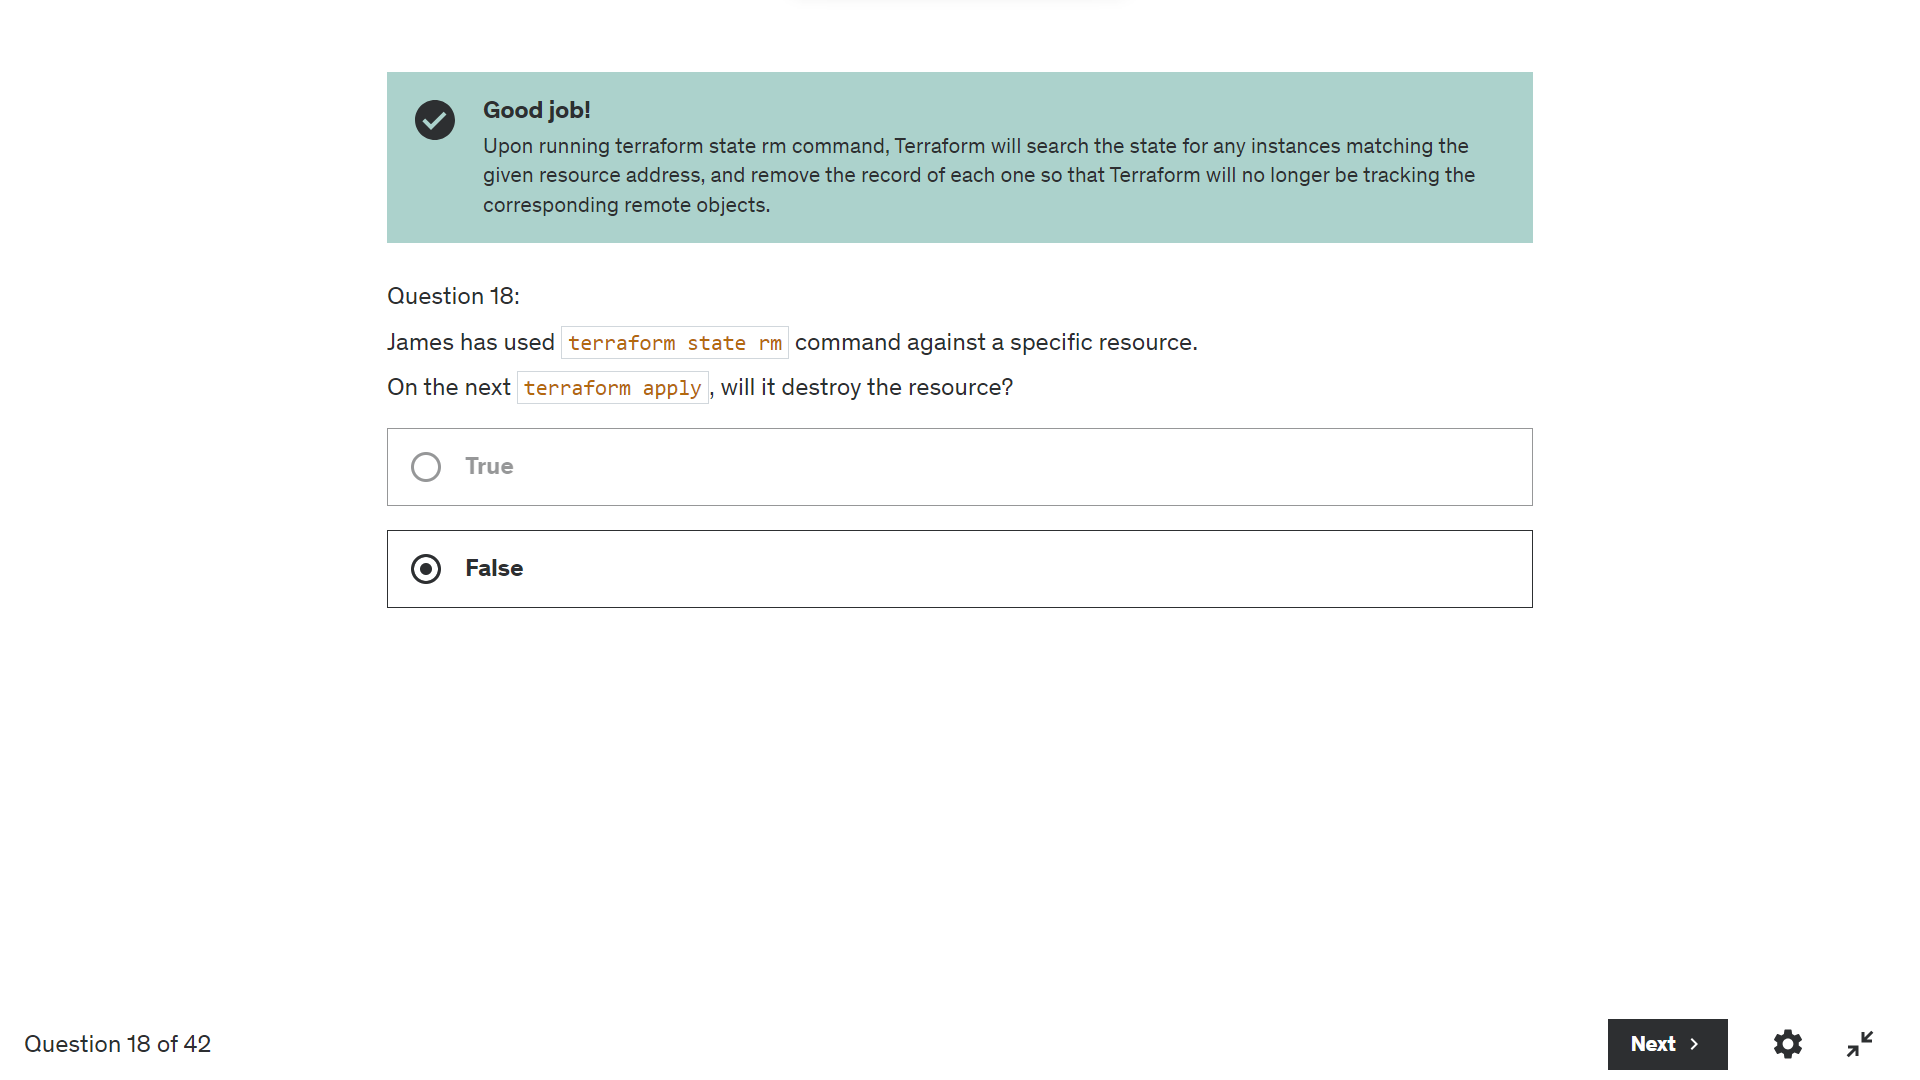 Good job!
Upon running terraform state rm command, Terraform will search the state for any instances matching the
given resource address, and remove the record of each one so that Terraform will no longer be tracking the
corresponding remote objects.
Question 18:
James has used terraform state rm command against a specific resource.
On the next terraform apply, will it destroy the resource?
True
False
Question 18 of 42
Next